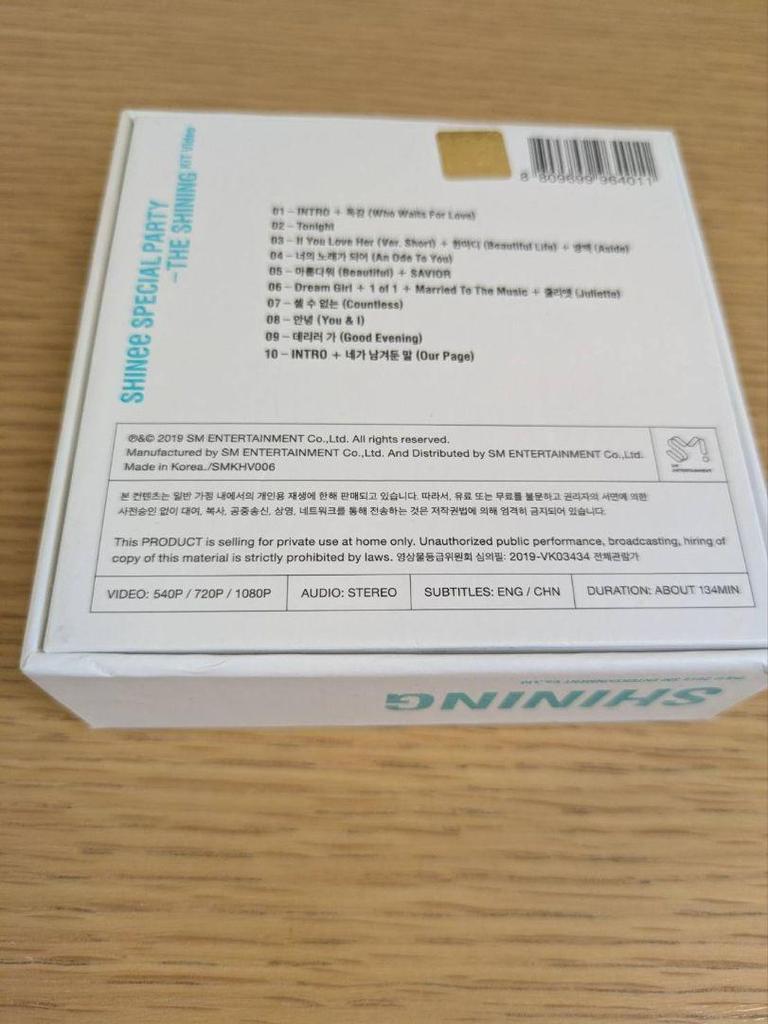 SHINee SPECIAL PARTY
– THE SHINING KiT Video
8 809699 964011
01 – INTRO + 독감 (Who Waits For Love)
02 – Tonight
03 – If You Love Her (Ver. Short) + 한마디 (Beautiful Life) + 방백 (Aside)
04 – 너의 노래가 되어 (An Ode To You)
05 – 아름다워 (Beautiful) + SAVIOR
06 – Dream Girl + 1 of 1 + Married To The Music + 줄리엣 (Juliette)
07 – 셀 수 없는 (Countless)
08 – 안녕 (You & I)
09 – 데리러 가 (Good Evening)
10 – INTRO + 네가 남겨둔 말 (Our Page)
℗&© 2019 SM ENTERTAINMENT Co.,Ltd. All rights reserved.
Manufactured by SM ENTERTAINMENT Co.,Ltd. And Distributed by SM ENTERTAINMENT Co.,Ltd.
Made in Korea./SMKHV006
SM
SM ENTERTAINMENT
본 컨텐츠는 일반 가정 내에서의 개인용 재생에 한해 판매되고 있습니다. 따라서, 유료 또는 무료를 불문하고 권리자의 서면에 의한
사전승인 없이 대여, 복사, 공중송신, 상영, 네트워크를 통해 전송하는 것은 저작권법에 의해 엄격히 금지되어 있습니다.
This PRODUCT is selling for private use at home only. Unauthorized public performance, broadcasting, hiring of
copy of this material is strictly prohibited by laws. 영상물등급위원회 심의필: 2019-VK03434 전체관람가
VIDEO: 540P / 720P / 1080P
AUDIO: STEREO
SUBTITLES: ENG / CHN
DURATION: ABOUT 134MIN
SHINING
℗&© 2019 SM ENTERTAINMENT Co.,Ltd.